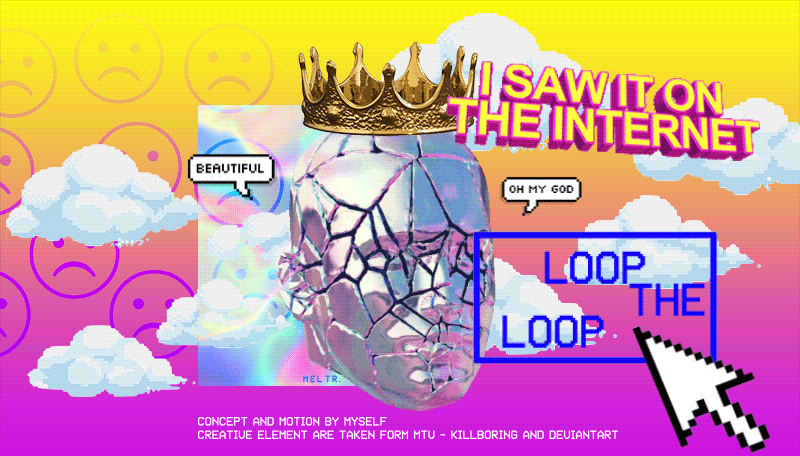 I SAW IT ON
THE INTERNET
BEAUTIFUL
OH MY GOD
LOOP
THE
LOOP
MELTR.
CONCEPT AND MOTION BY MYSELF
CREATIVE ELEMENT ARE TAKEN FORM MTV - KILLBORING AND DEVIANTART